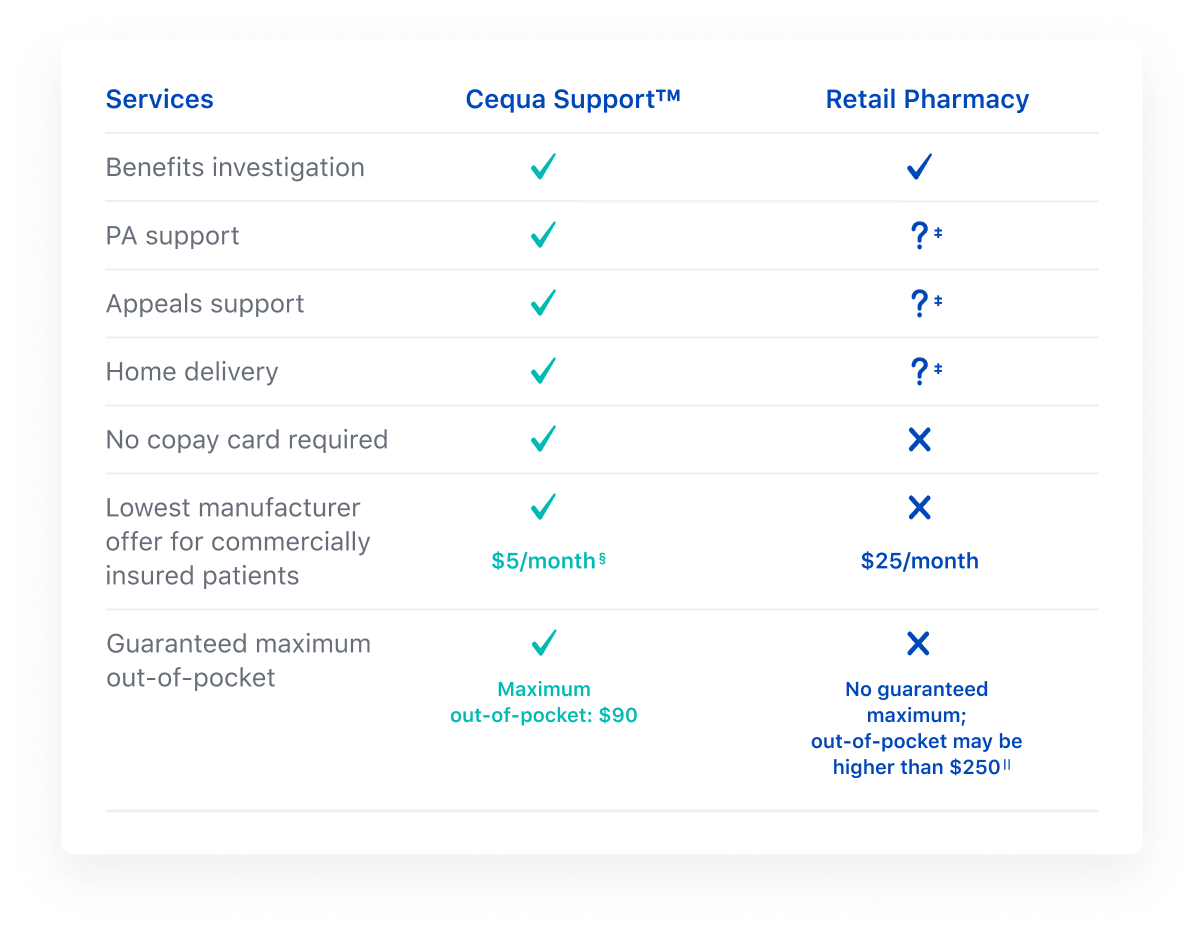 Services Cequa Support™ Retail Pharmacy
Benefits investigation ✓ ✓
PA support ✓ ?‡
Appeals support ✓ ?‡
Home delivery ✓ ?‡
No copay card required ✓ ✕
Lowest manufacturer ✓ ✕
offer for commercially
insured patients
$5/month§ $25/month
Guaranteed maximum ✓ ✕
out-of-pocket
Maximum
out-of-pocket: $90
No guaranteed
maximum;
out-of-pocket may be
higher than $250||